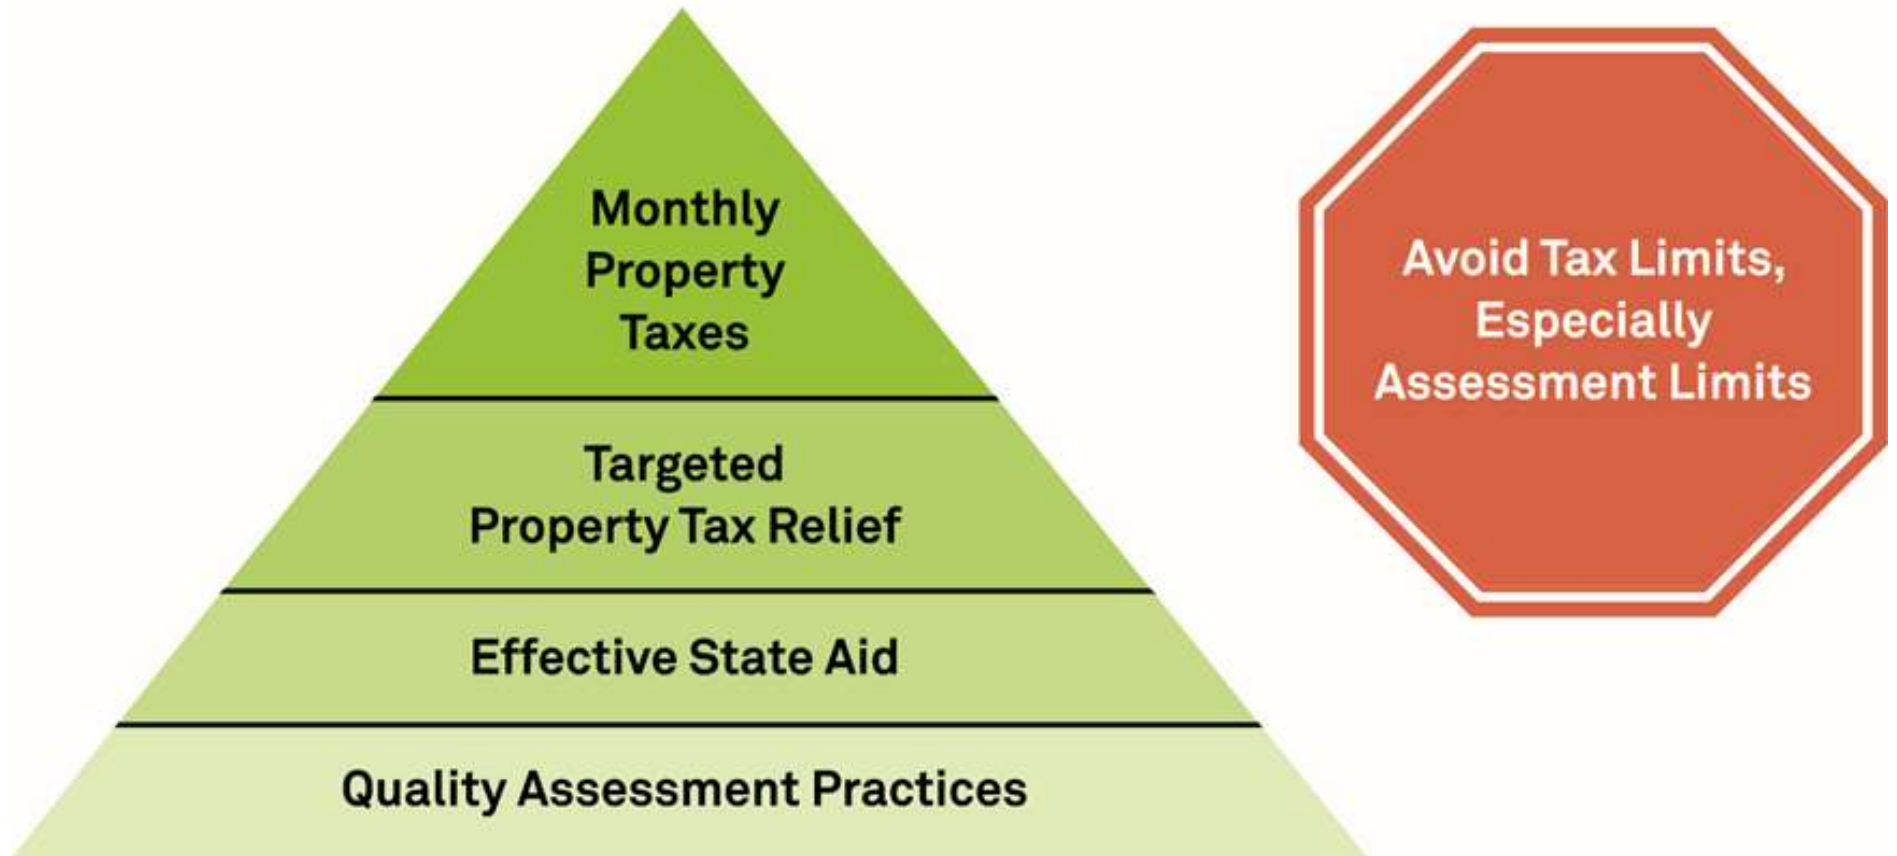 Monthly
Property
Taxes
Targeted
Property Tax Relief
Effective State Aid
Quality Assessment Practices
Avoid Tax Limits,
Especially
Assessment Limits